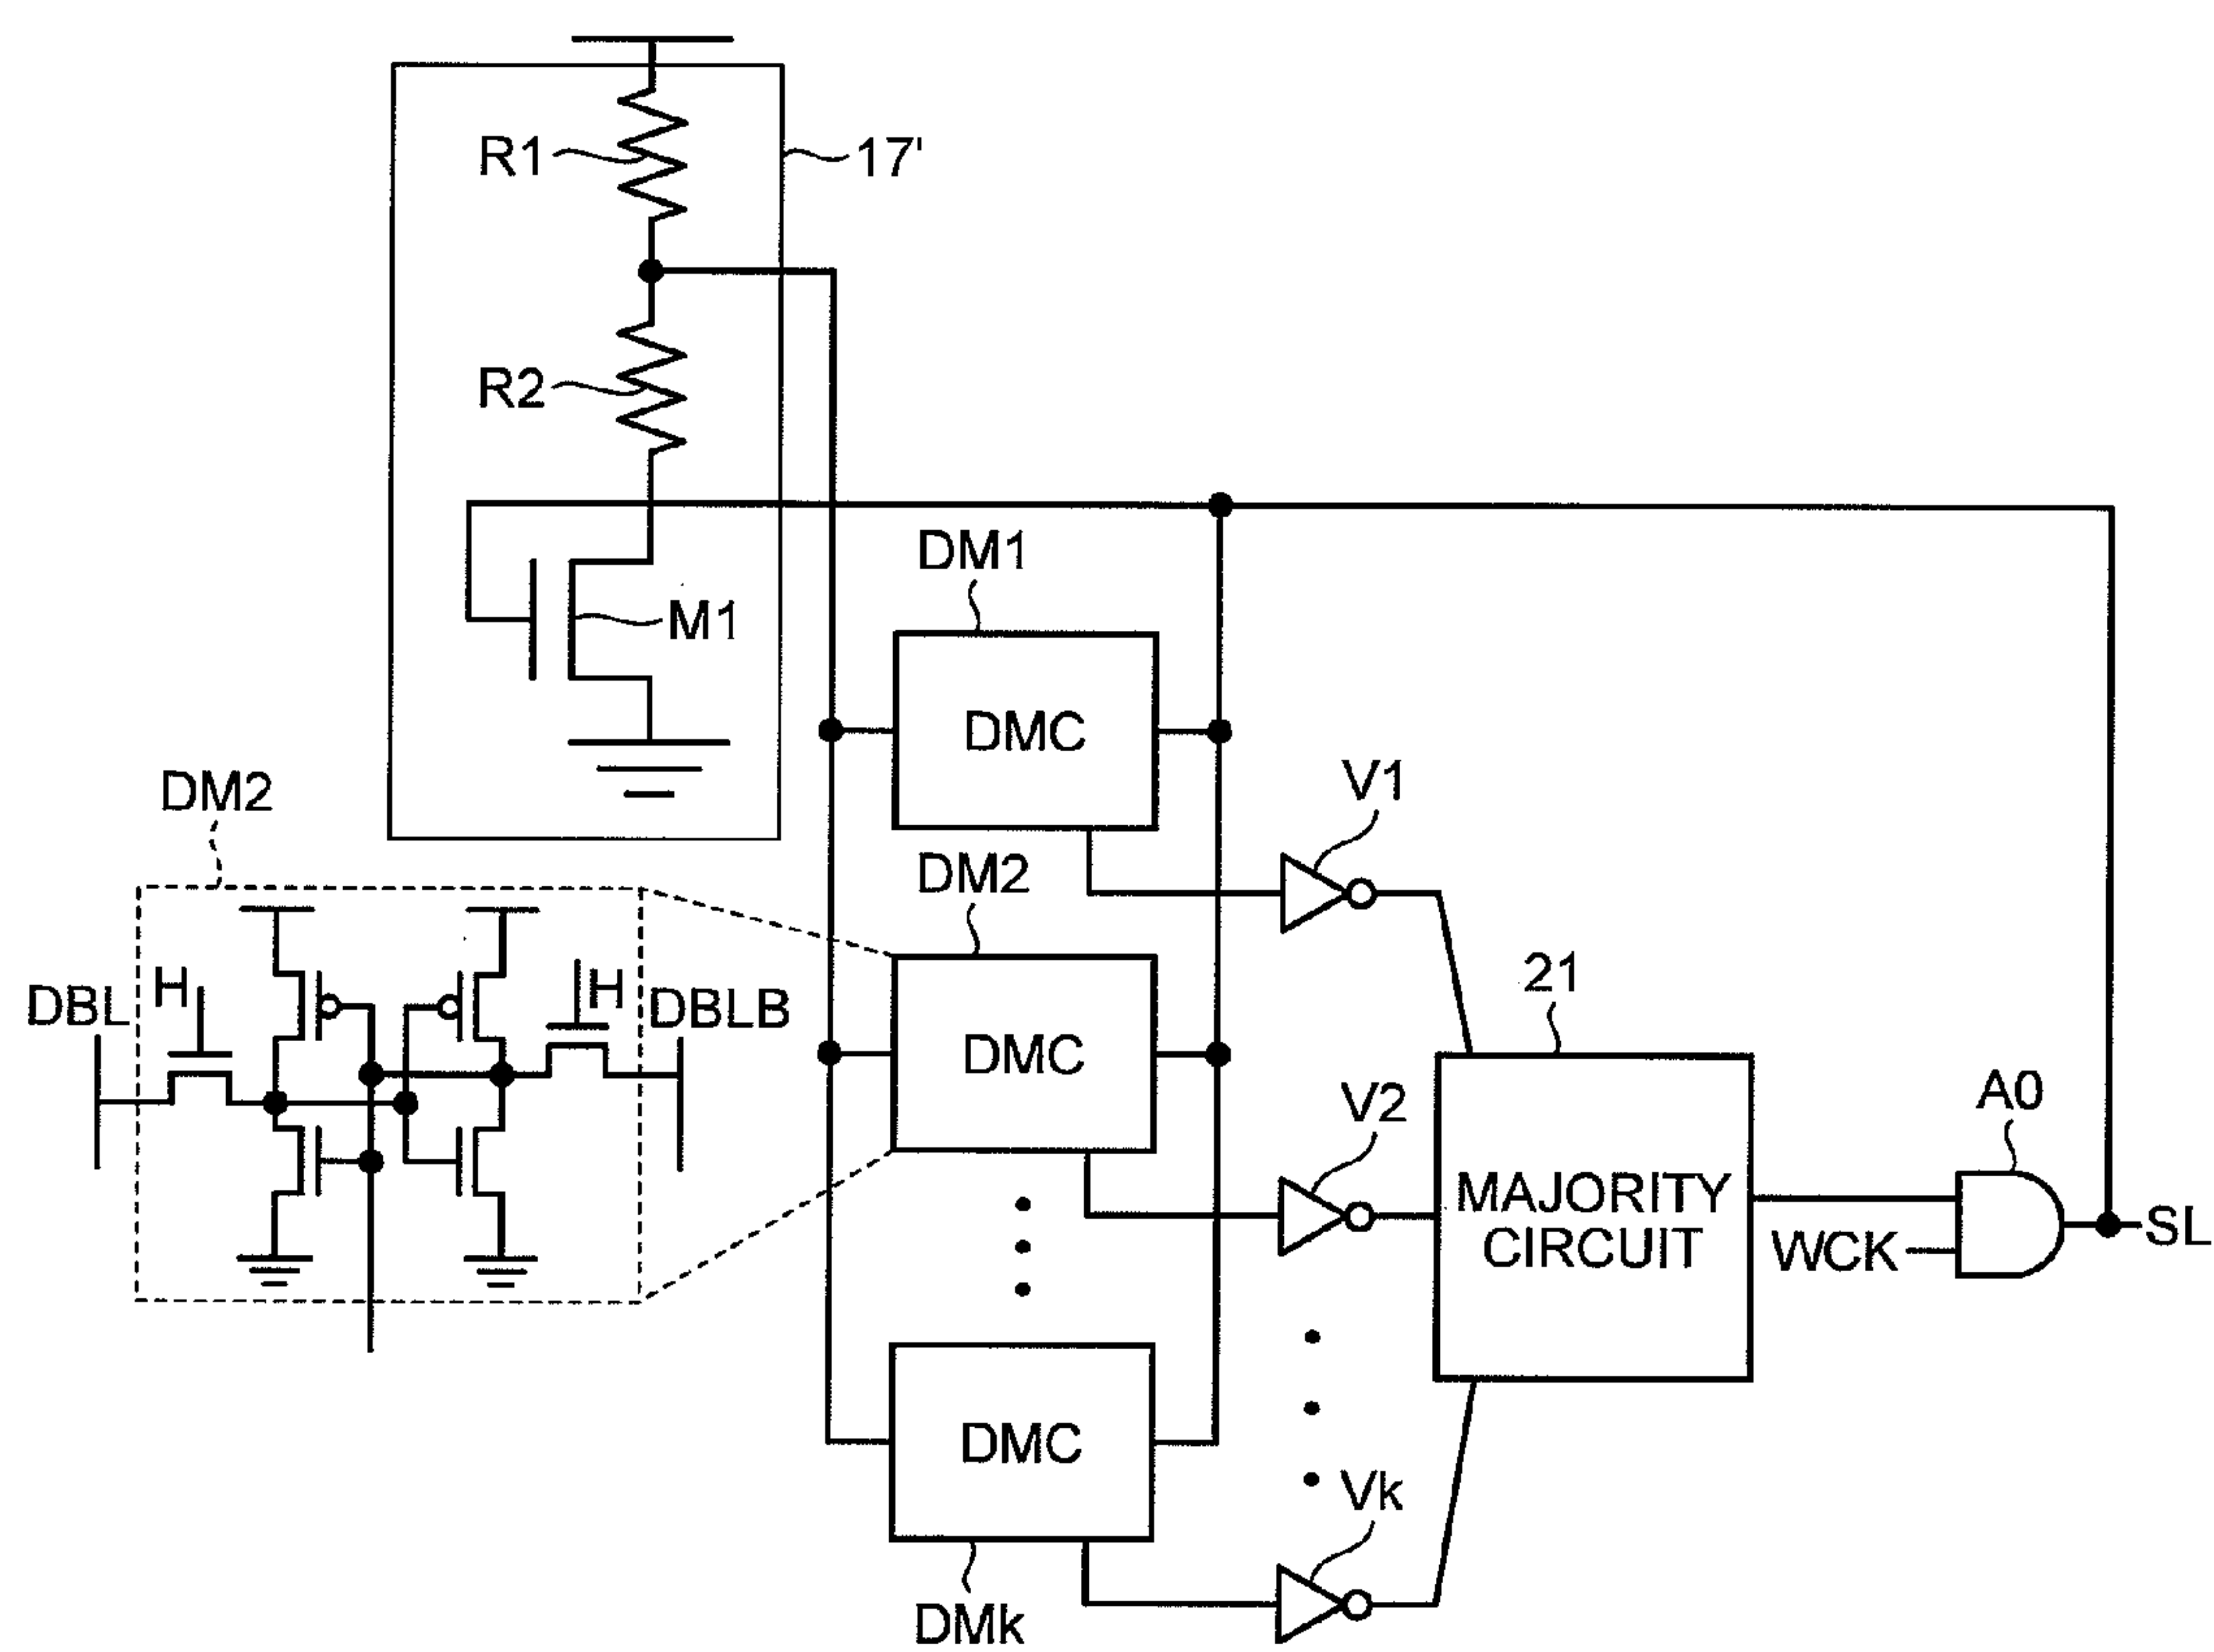 R1
17'
R2
M1
DM1
DMC
V1
DM2
DM2
DBL
H
H
DBLB
DMC
V2
21
MAJORITY
CIRCUIT
A0
WCK
SL
DMC
Vk
DMk